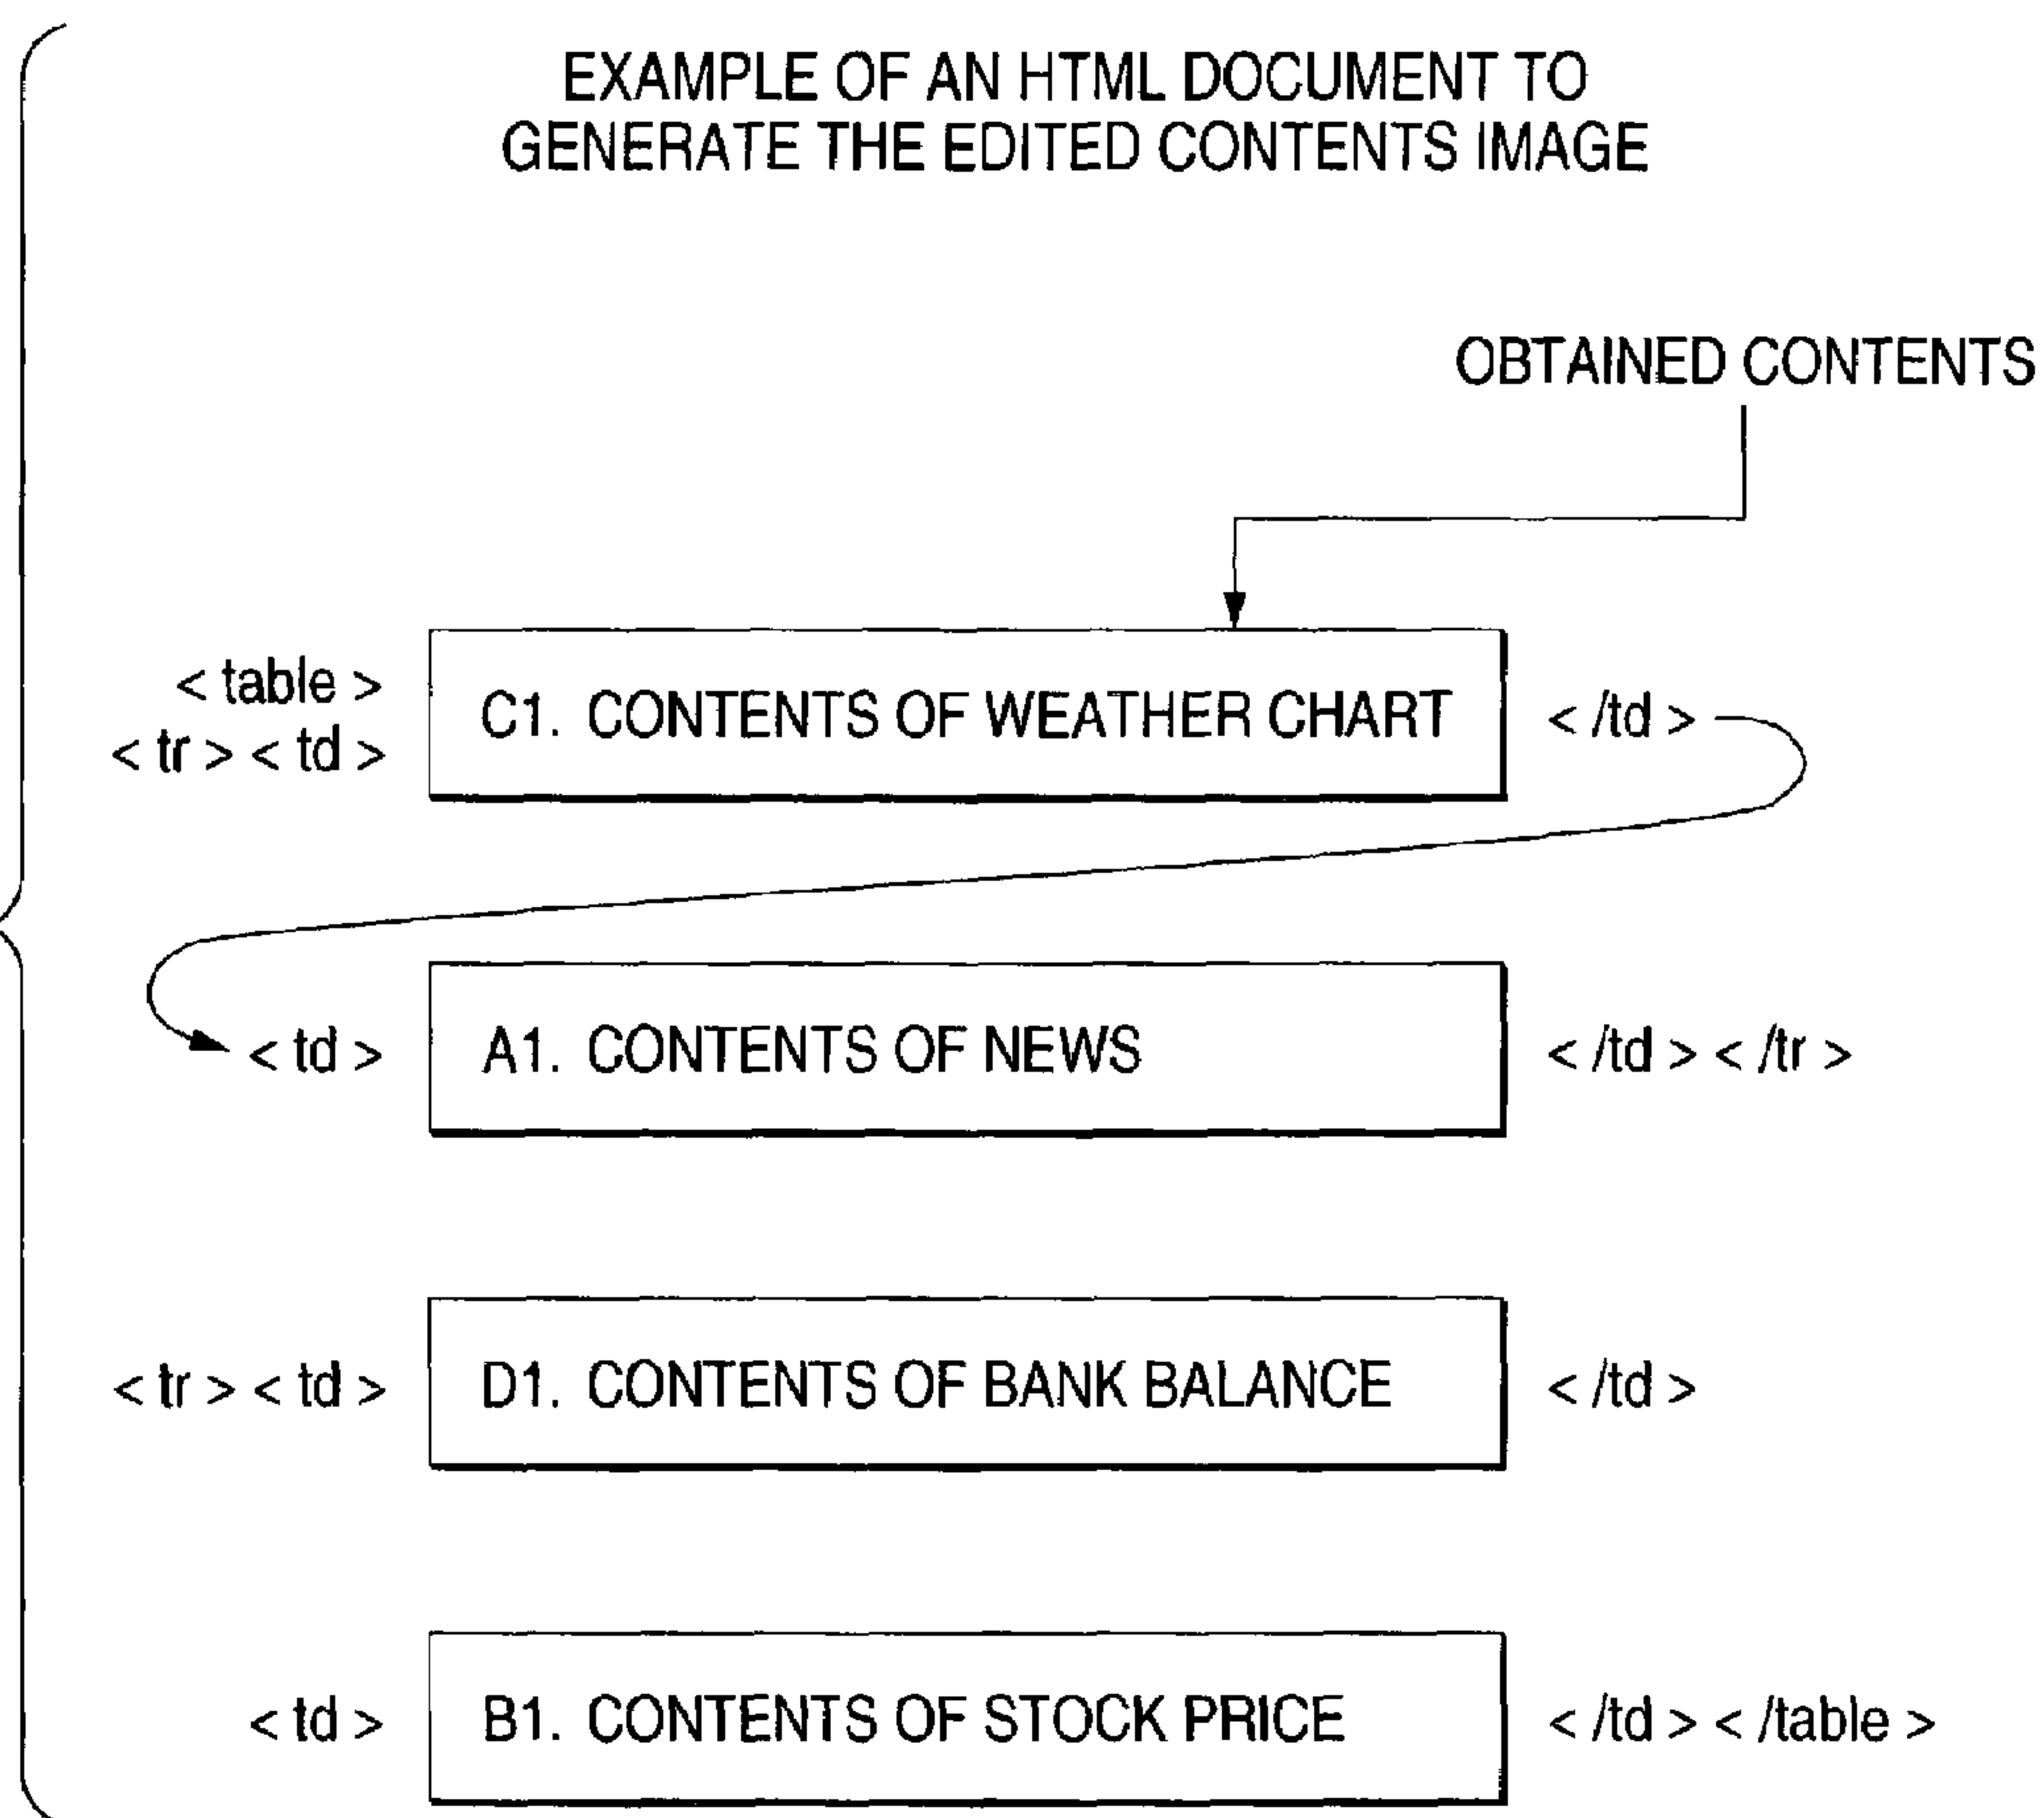 EXAMPLE OF AN HTML DOCUMENT TO
GENERATE THE EDITED CONTENTS IMAGE
OBTAINED CONTENTS
< table >
< tr > < td > C1. CONTENTS OF WEATHER CHART < /td >
< td > A1. CONTENTS OF NEWS < /td > < /tr >
< tr > < td > D1. CONTENTS OF BANK BALANCE < /td >
< td > B1. CONTENTS OF STOCK PRICE < /td > < /table >